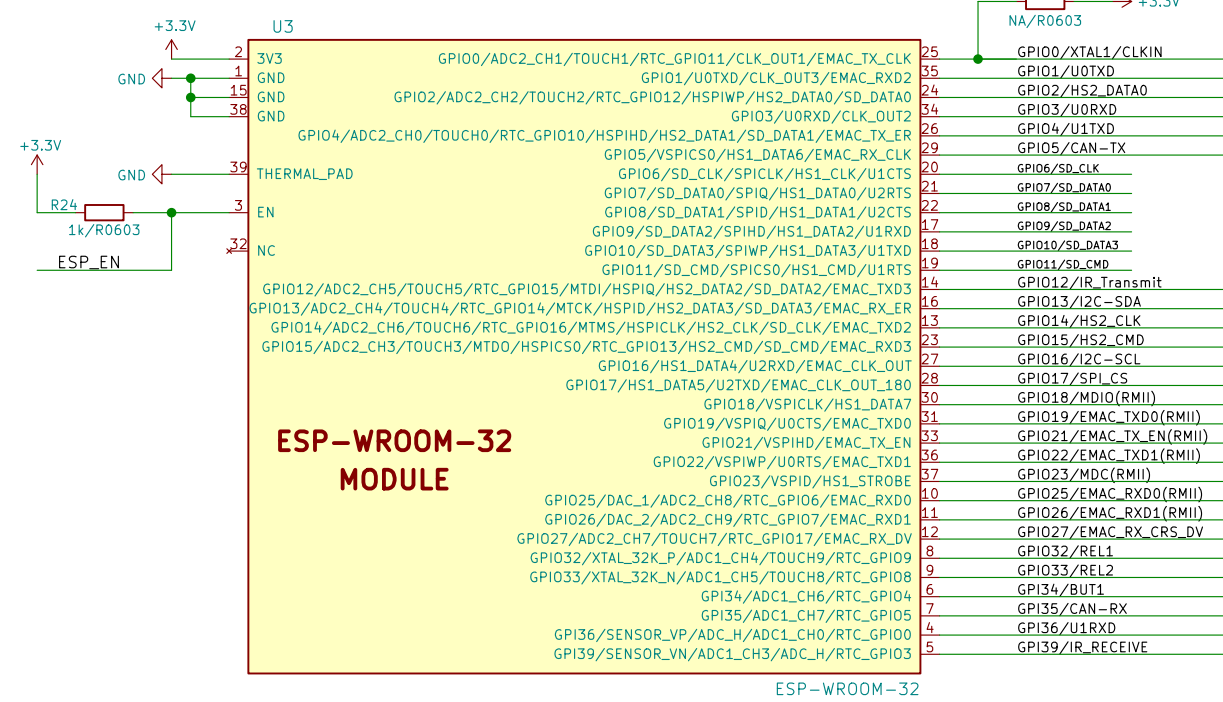 +3.3V
NA/R0603
+3.3V
U3
2 3V3
GND 1 GND
15 GND
38 GND
GND 39 THERMAL_PAD
+3.3V
R24
1k/R0603
3 EN
32 NC
ESP_EN
GPIO0/ADC2_CH1/TOUCH1/RTC_GPIO11/CLK_OUT1/EMAC_TX_CLK 25 GPIO0/XTAL1/CLKIN
GPIO1/U0TXD/CLK_OUT3/EMAC_RXD2 35 GPIO1/U0TXD
GPIO2/ADC2_CH2/TOUCH2/RTC_GPIO12/HSPIWP/HS2_DATA0/SD_DATA0 24 GPIO2/HS2_DATA0
GPIO3/U0RXD/CLK_OUT2 34 GPIO3/U0RXD
GPIO4/ADC2_CH0/TOUCH0/RTC_GPIO10/HSPIHD/HS2_DATA1/SD_DATA1/EMAC_TX_ER 26 GPIO4/U1TXD
GPIO5/VSPICS0/HS1_DATA6/EMAC_RX_CLK 29 GPIO5/CAN-TX
GPIO6/SD_CLK/SPICLK/HS1_CLK/U1CTS 20 GPIO6/SD_CLK
GPIO7/SD_DATA0/SPIQ/HS1_DATA0/U2RTS 21 GPIO7/SD_DATA0
GPIO8/SD_DATA1/SPID/HS1_DATA1/U2CTS 22 GPIO8/SD_DATA1
GPIO9/SD_DATA2/SPIHD/HS1_DATA2/U1RXD 17 GPIO9/SD_DATA2
GPIO10/SD_DATA3/SPIWP/HS1_DATA3/U1TXD 18 GPIO10/SD_DATA3
GPIO11/SD_CMD/SPICS0/HS1_CMD/U1RTS 19 GPIO11/SD_CMD
GPIO12/ADC2_CH5/TOUCH5/RTC_GPIO15/MTDI/HSPIQ/HS2_DATA2/SD_DATA2/EMAC_TXD3 14 GPIO12/IR_Transmit
GPIO13/ADC2_CH4/TOUCH4/RTC_GPIO14/MTCK/HSPID/HS2_DATA3/SD_DATA3/EMAC_RX_ER 16 GPIO13/I2C-SDA
GPIO14/ADC2_CH6/TOUCH6/RTC_GPIO16/MTMS/HSPICLK/HS2_CLK/SD_CLK/EMAC_TXD2 13 GPIO14/HS2_CLK
GPIO15/ADC2_CH3/TOUCH3/MTDO/HSPICS0/RTC_GPIO13/HS2_CMD/SD_CMD/EMAC_RXD3 23 GPIO15/HS2_CMD
GPIO16/HS1_DATA4/U2RXD/EMAC_CLK_OUT 27 GPIO16/I2C-SCL
GPIO17/HS1_DATA5/U2TXD/EMAC_CLK_OUT_180 28 GPIO17/SPI_CS
GPIO18/VSPICLK/HS1_DATA7 30 GPIO18/MDIO(RMII)
GPIO19/VSPIQ/U0CTS/EMAC_TXD0 31 GPIO19/EMAC_TXD0(RMII)
GPIO21/VSPIHD/EMAC_TX_EN 33 GPIO21/EMAC_TX_EN(RMII)
GPIO22/VSPIWP/U0RTS/EMAC_TXD1 36 GPIO22/EMAC_TXD1(RMII)
GPIO23/VSPID/HS1_STROBE 37 GPIO23/MDC(RMII)
GPIO25/DAC_1/ADC2_CH8/RTC_GPIO6/EMAC_RXD0 10 GPIO25/EMAC_RXD0(RMII)
GPIO26/DAC_2/ADC2_CH9/RTC_GPIO7/EMAC_RXD1 11 GPIO26/EMAC_RXD1(RMII)
GPIO27/ADC2_CH7/TOUCH7/RTC_GPIO17/EMAC_RX_DV 12 GPIO27/EMAC_RX_CRS_DV
GPIO32/XTAL_32K_P/ADC1_CH4/TOUCH9/RTC_GPIO9 8 GPIO32/REL1
GPIO33/XTAL_32K_N/ADC1_CH5/TOUCH8/RTC_GPIO8 9 GPIO33/REL2
GPI34/ADC1_CH6/RTC_GPIO4 6 GPI34/BUT1
GPI35/ADC1_CH7/RTC_GPIO5 7 GPI35/CAN-RX
GPI36/SENSOR_VP/ADC_H/ADC1_CH0/RTC_GPIO0 4 GPI36/U1RXD
GPI39/SENSOR_VN/ADC1_CH3/ADC_H/RTC_GPIO3 5 GPI39/IR_RECEIVE
ESP-WROOM-32
MODULE
ESP-WROOM-32